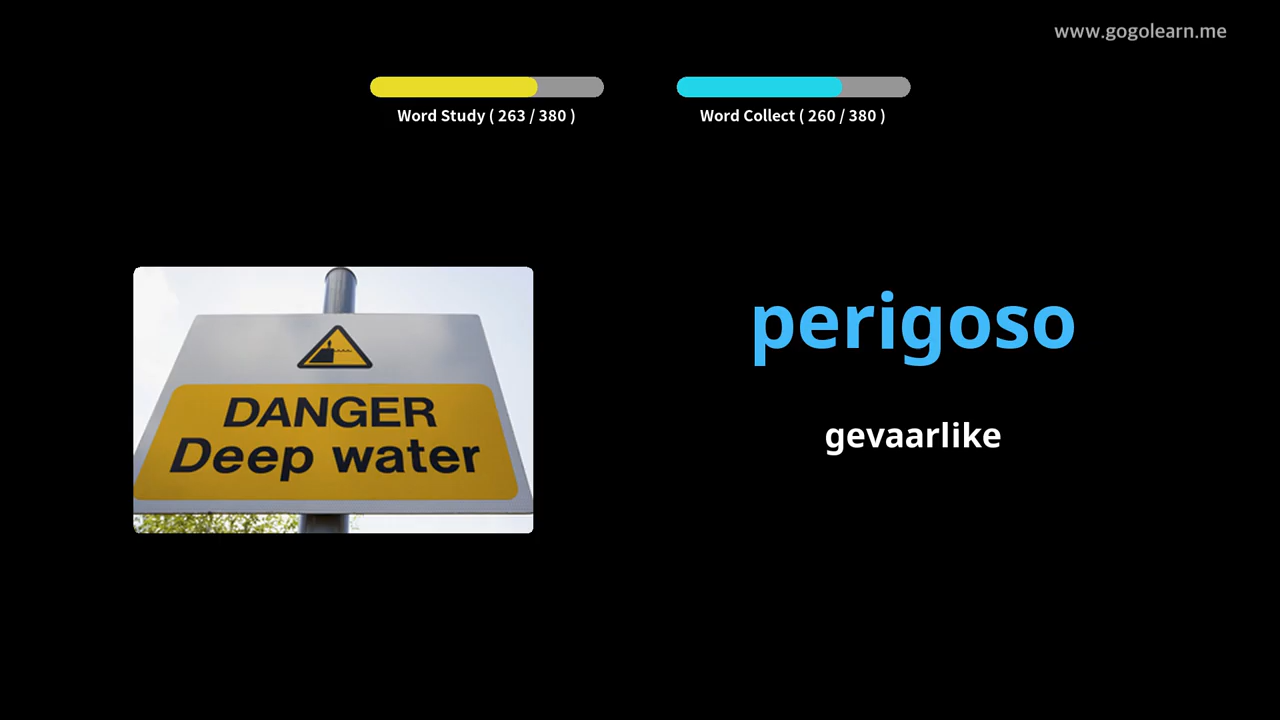 www.gogolearn.me
Word Study ( 263 / 380 )
Word Collect ( 260 / 380 )
DANGER
Deep water
perigoso
gevaarlike